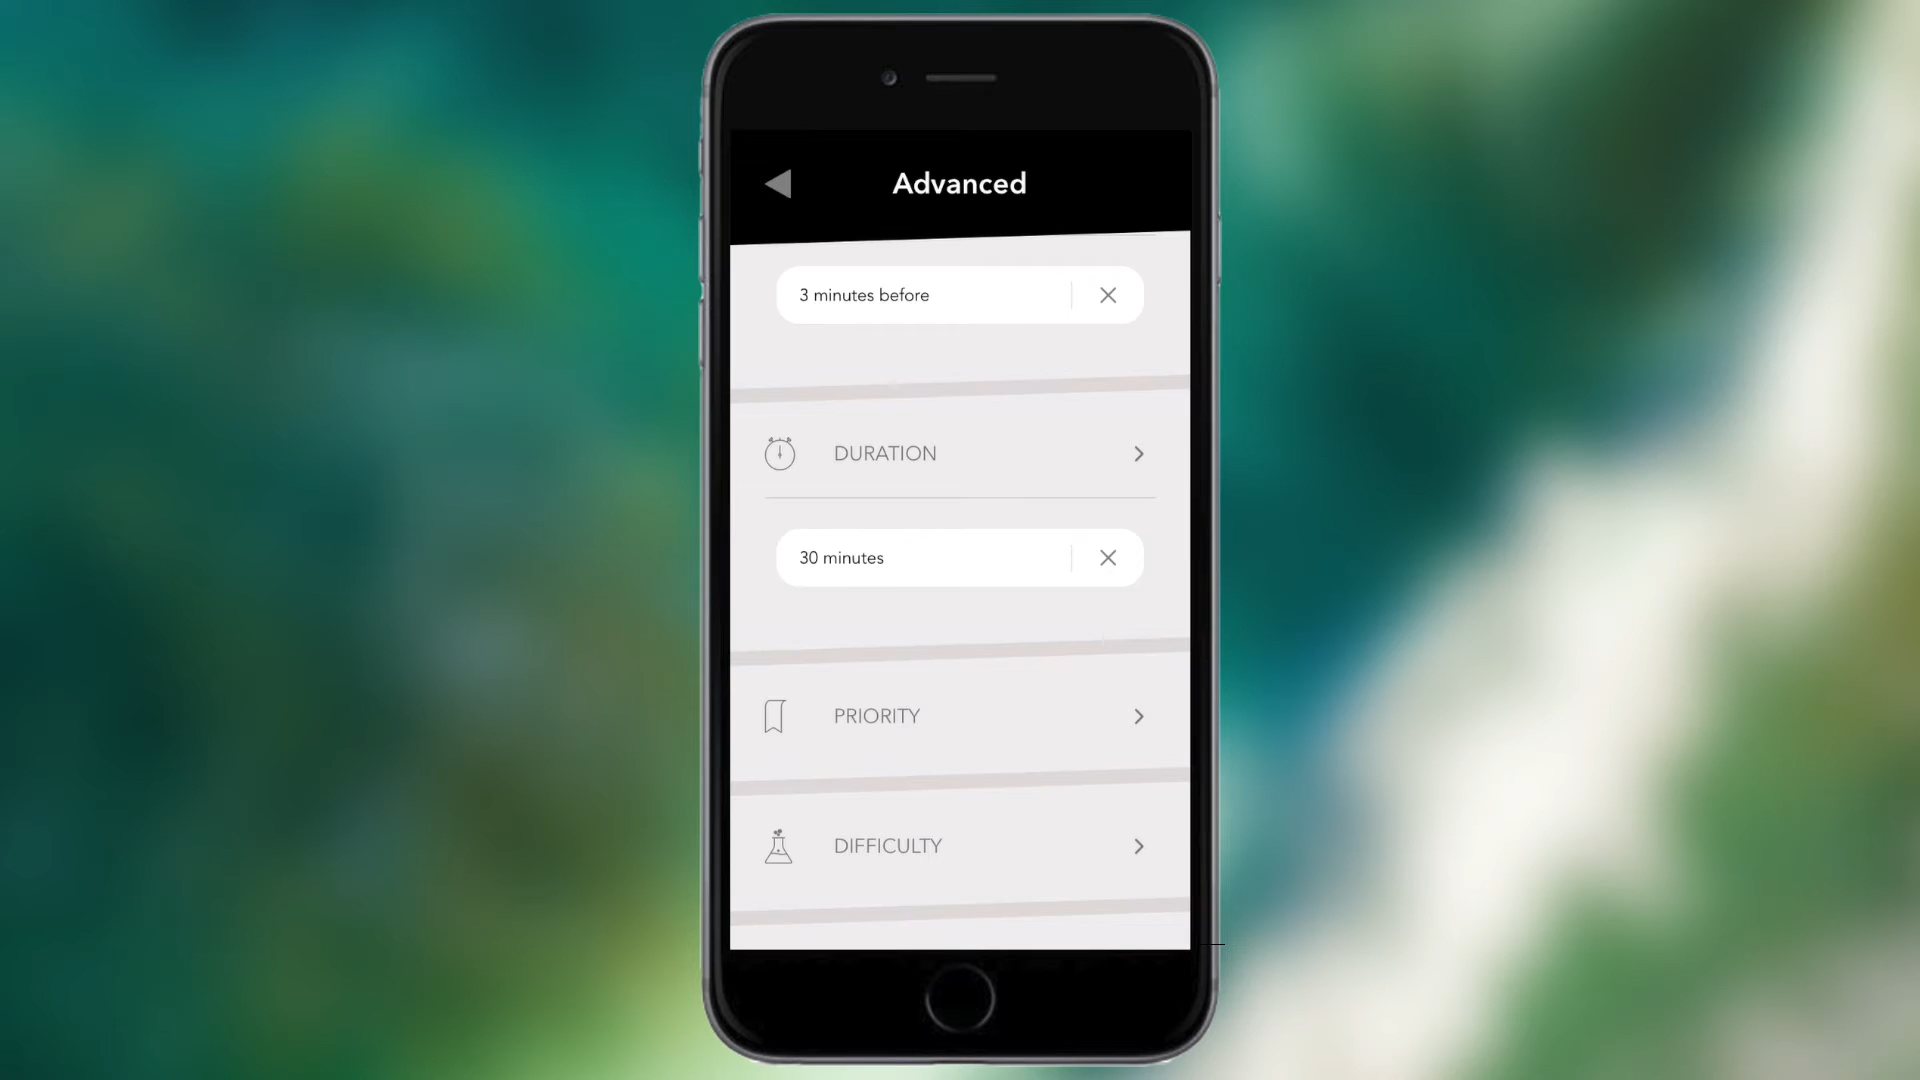 Advanced
3 minutes before
DURATION
30 minutes
PRIORITY
DIFFICULTY